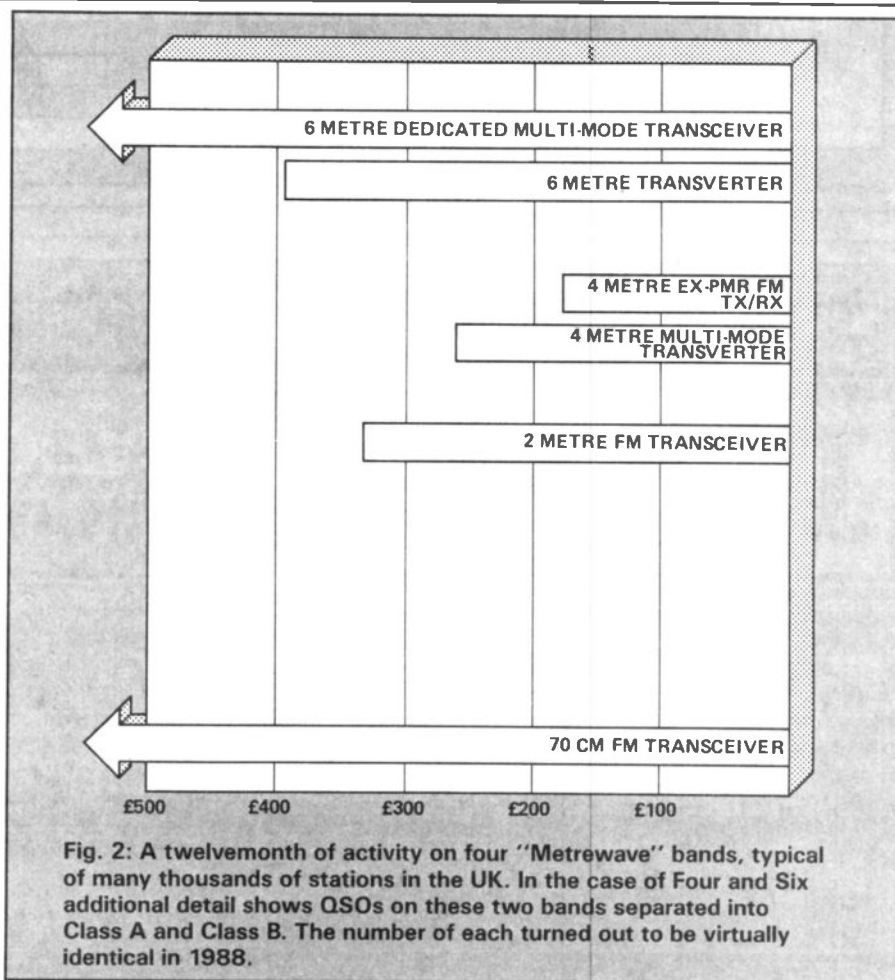 6 METRE DEDICATED MULTI-MODE TRANSCEIVER
6 METRE TRANSVERTER
4 METRE EX-PMR FM
TX/RX
4 METRE MULTI-MODE
TRANSVERTER
2 METRE FM TRANSCEIVER
70 CM FM TRANSCEIVER
£500 £400 £300 £200 £100
Fig. 2: A twelvemonth of activity on four "Metrewave" bands, typical
of many thousands of stations in the UK. In the case of Four and Six
additional detail shows QSOs on these two bands separated into
Class A and Class B. The number of each turned out to be virtually
identical in 1988.